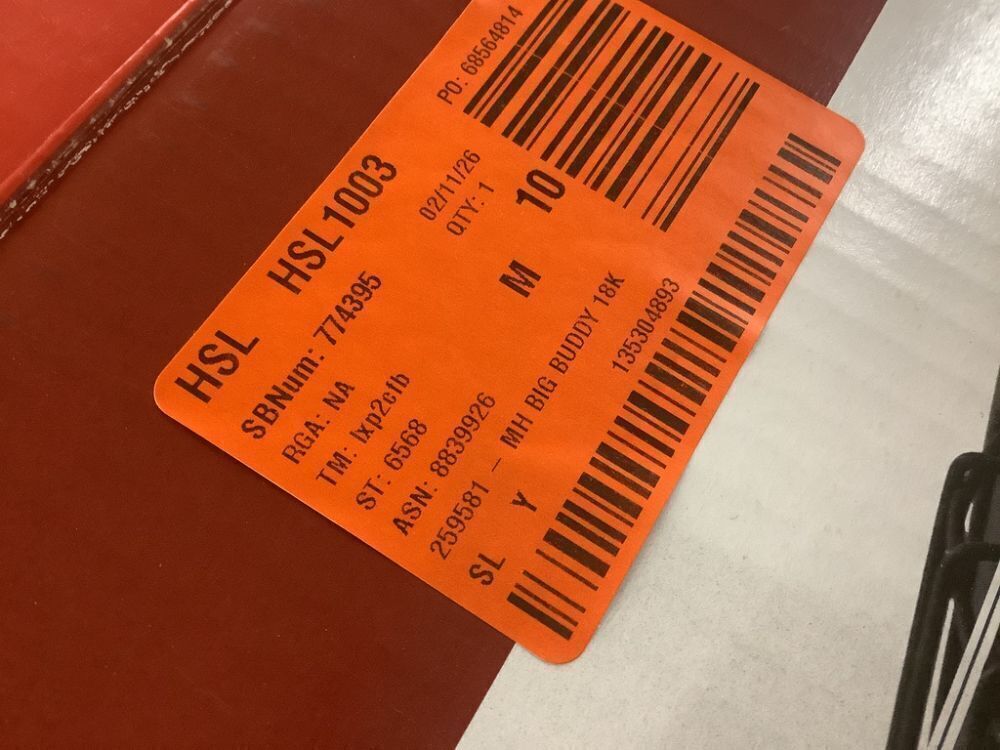 HSL HSL1003
SBNum: 774395 02/11/26 PO: 68564814
RGA: NA QTY: 1
TM: lxp2cfb
ST: 6568 M 10
ASN: 8839926
259581 – MH BIG BUDDY 18K
SL Y 135304893